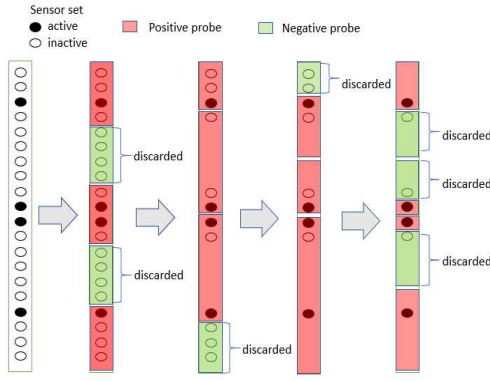 Sensor set
active
inactive
Positive probe
Negative probe
discarded
discarded
discarded
discarded
discarded
discarded
discarded